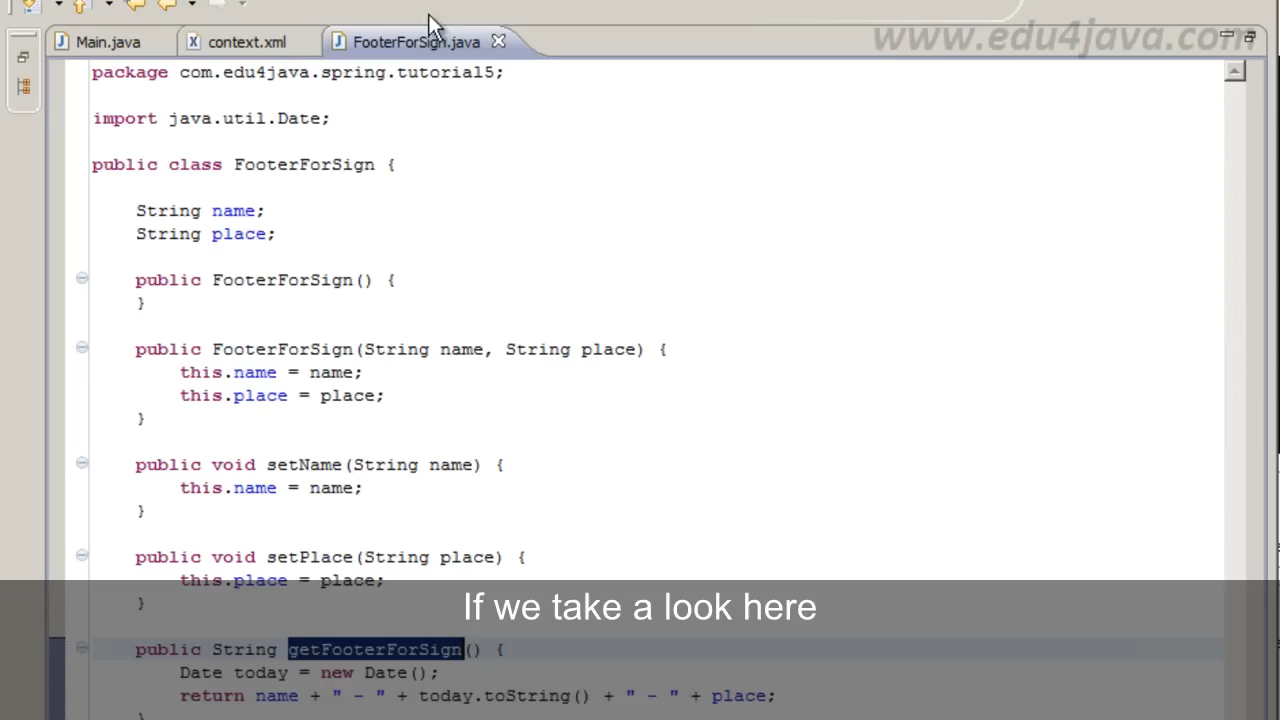 www.edu4java.com
Main.java
context.xml
FooterForSign.java
package com.edu4java.spring.tutorial5;
import java.util.Date;
public class FooterForSign {
String name;
String place;
public FooterForSign() {
}
public FooterForSign(String name, String place) {
this.name = name;
this.place = place;
}
public void setName(String name) {
this.name = name;
}
public void setPlace(String place) {
this.place = place;
}
If we take a look here
public String getFooterForSign() {
Date today = new Date();
return name + " - " + today.toString() + " - " + place;
}